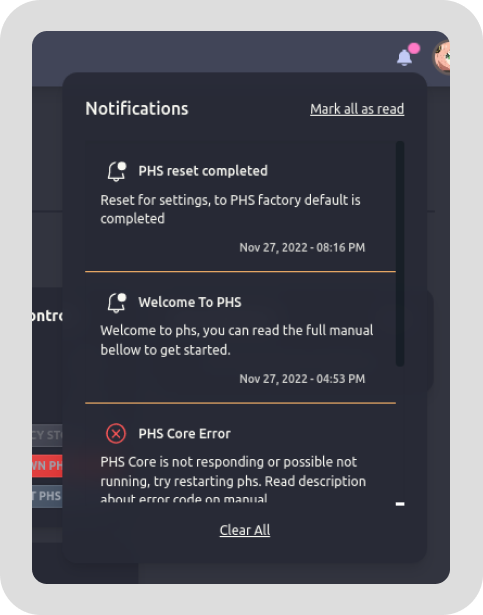 Notifications Mark all as read
PHS reset completed
Reset for settings, to PHS factory default is
completed
Nov 27, 2022 - 08:16 PM
Welcome To PHS
Welcome to phs, you can read the full manual
bellow to get started.
Nov 27, 2022 - 04:53 PM
PHS Core Error
PHS Core is not responding or possible not
running, try restarting phs. Read description
about error code on manual
Clear All
ontro
CY ST
WN PH
T PHS